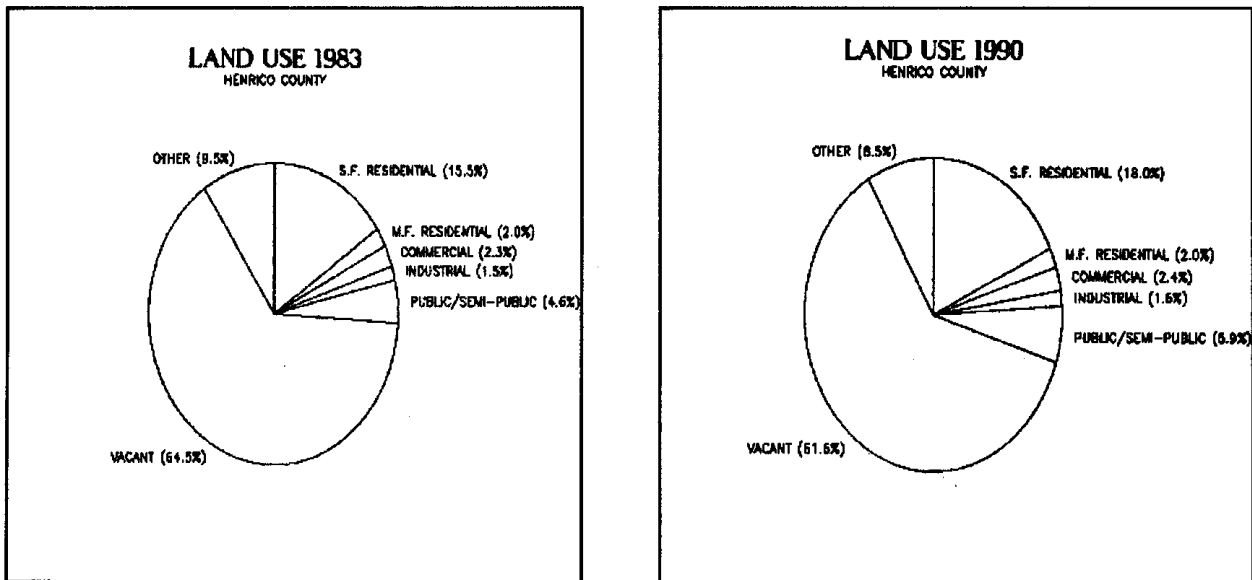 LAND USE 1983
HENRICO COUNTY
OTHER (9.5%)
S.F. RESIDENTIAL (15.5%)
M.F. RESIDENTIAL (2.0%)
COMMERCIAL (2.3%)
INDUSTRIAL (1.5%)
PUBLIC/SEMI-PUBLIC (4.6%)
VACANT (64.5%)
LAND USE 1990
HENRICO COUNTY
OTHER (8.5%)
S.F. RESIDENTIAL (18.0%)
M.F. RESIDENTIAL (2.0%)
COMMERCIAL (2.4%)
INDUSTRIAL (1.6%)
PUBLIC/SEMI-PUBLIC (5.9%)
VACANT (61.6%)